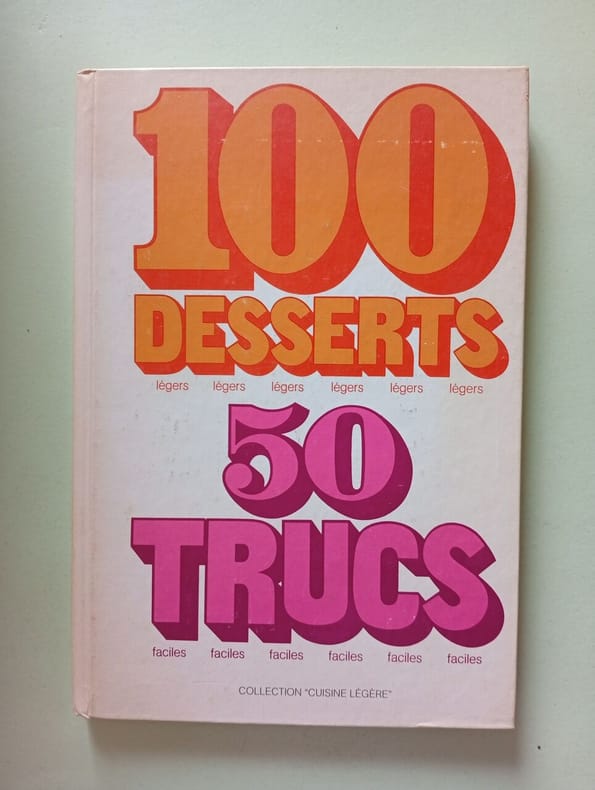 100
DESSERTS
légers légers légers légers légers légers
50
TRUCS
faciles faciles faciles faciles faciles faciles
COLLECTION "CUISINE LÉGÈRE"